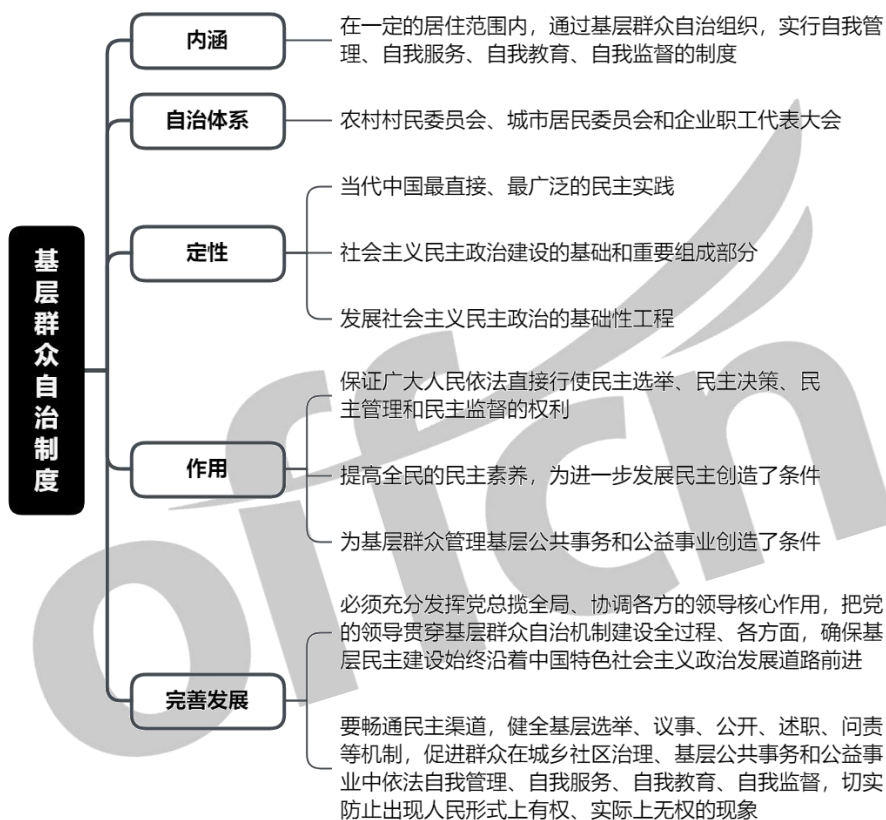 基层群众自治制度
内涵
在一定的居住范围内，通过基层群众自治组织，实行自我管
理、自我服务、自我教育、自我监督的制度
自治体系
农村村民委员会、城市居民委员会和企业职工代表大会
定性
当代中国最直接、最广泛的民主实践
社会主义民主政治建设的基础和重要组成部分
发展社会主义民主政治的基础性工程
作用
保证广大人民依法直接行使民主选举、民主决策、民
主管理和民主监督的权利
提高全民的民主素养，为进一步发展民主创造了条件
为基层群众管理基层公共事务和公益事业创造了条件
完善发展
必须充分发挥党总揽全局、协调各方的领导核心作用，把党
的领导贯穿基层群众自治机制建设全过程、各方面，确保基
层民主建设始终沿着中国特色社会主义政治发展道路前进
要畅通民主渠道，健全基层选举、议事、公开、述职、问责
等机制，促进群众在城乡社区治理、基层公共事务和公益事
业中依法自我管理、自我服务、自我教育、自我监督，切实
防止出现人民形式上有权、实际上无权的现象
offcn